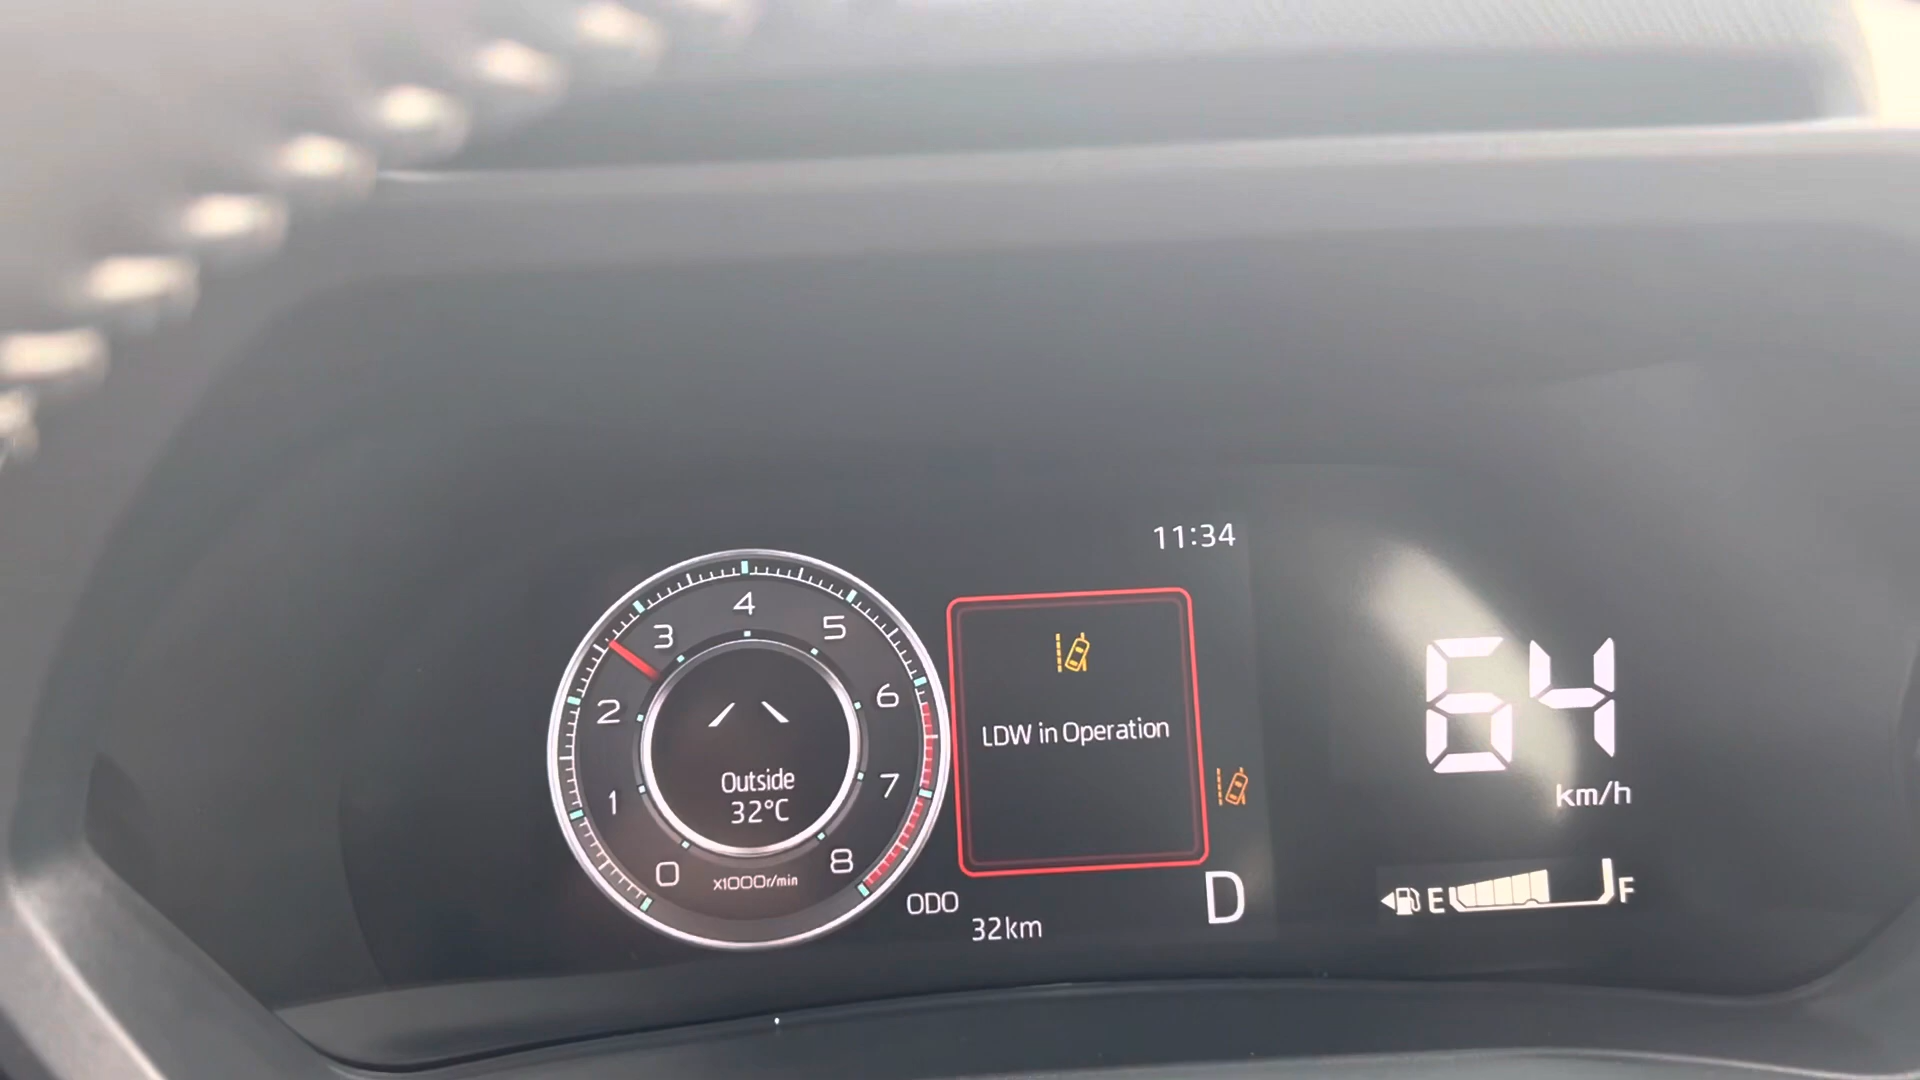 11:34
4
3
5
2
6
1
7
0
8
Outside
32°C
x1000r/min
LDW in Operation
64
km/h
ODO
32km
D
E
F